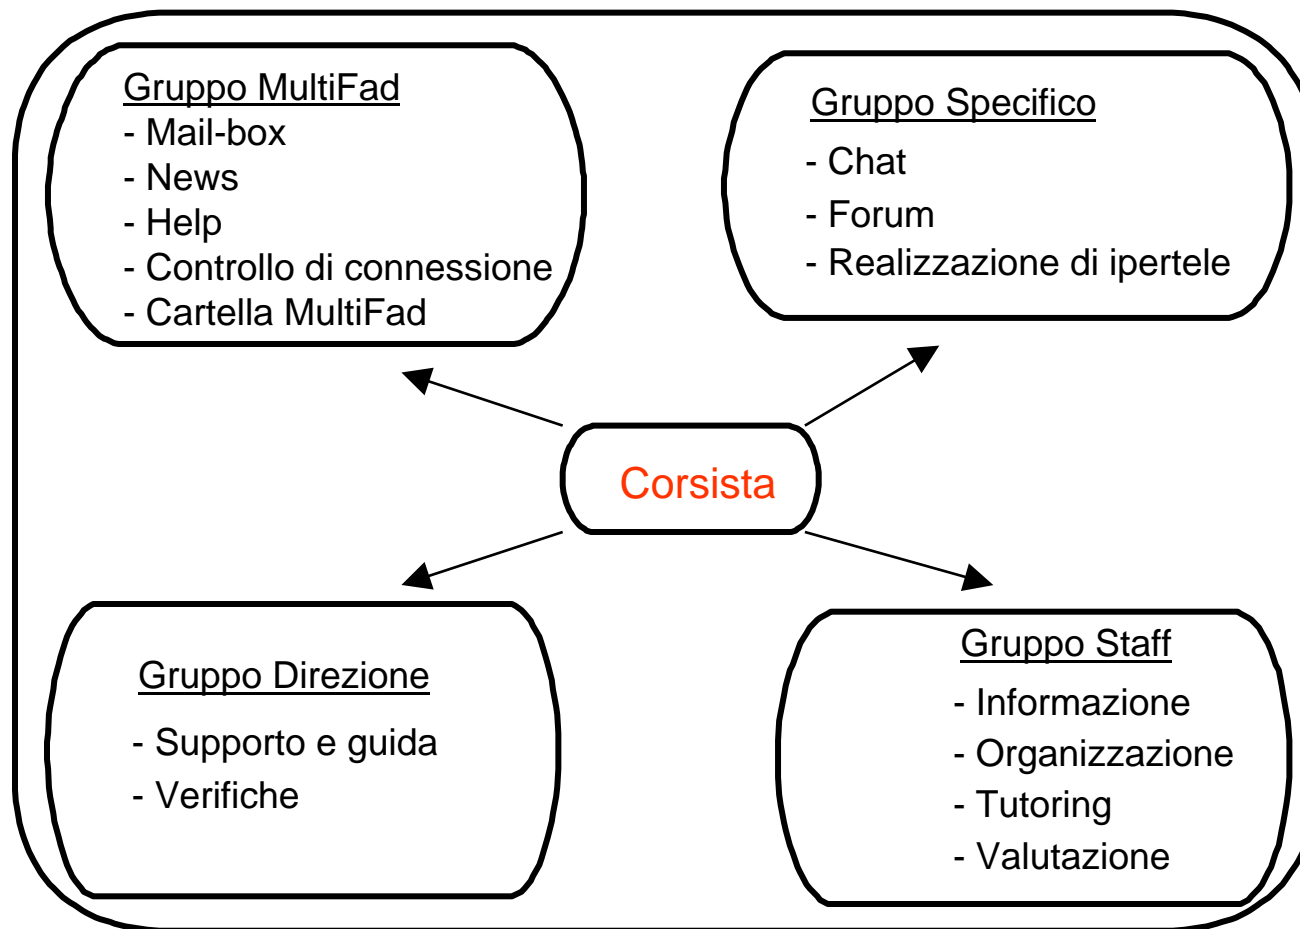 Gruppo MultiFad
- Mail-box
- News
- Help
- Controllo di connessione
- Cartella MultiFad
Gruppo Specifico
- Chat
- Forum
- Realizzazione di ipertele
Corsista
Gruppo Direzione
- Supporto e guida
- Verifiche
Gruppo Staff
- Informazione
- Organizzazione
- Tutoring
- Valutazione